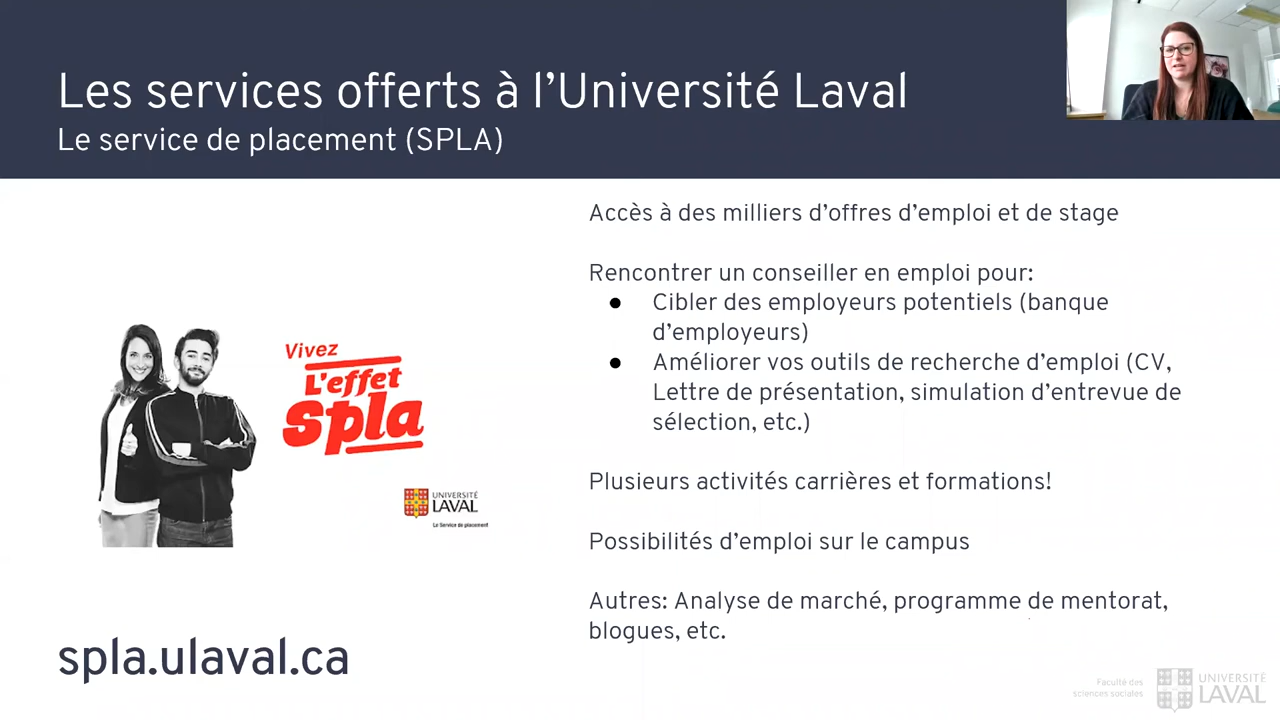 Les services offerts à l'Université Laval
Le service de placement (SPLA)
Accès à des milliers d'offres d'emploi et de stage
Rencontrer un conseiller en emploi pour:
● Cibler des employeurs potentiels (banque
d'employeurs)
● Améliorer vos outils de recherche d'emploi (CV,
Lettre de présentation, simulation d'entrevue de
sélection, etc.)
Plusieurs activités carrières et formations!
Possibilités d'emploi sur le campus
Autres: Analyse de marché, programme de mentorat,
blogues, etc.
Vivez
L'effet
Spla
UNIVERSITÉ
LAVAL
Le Service de placement
spla.ulaval.ca
Faculté des
sciences sociales
UNIVERSITÉ
LAVAL